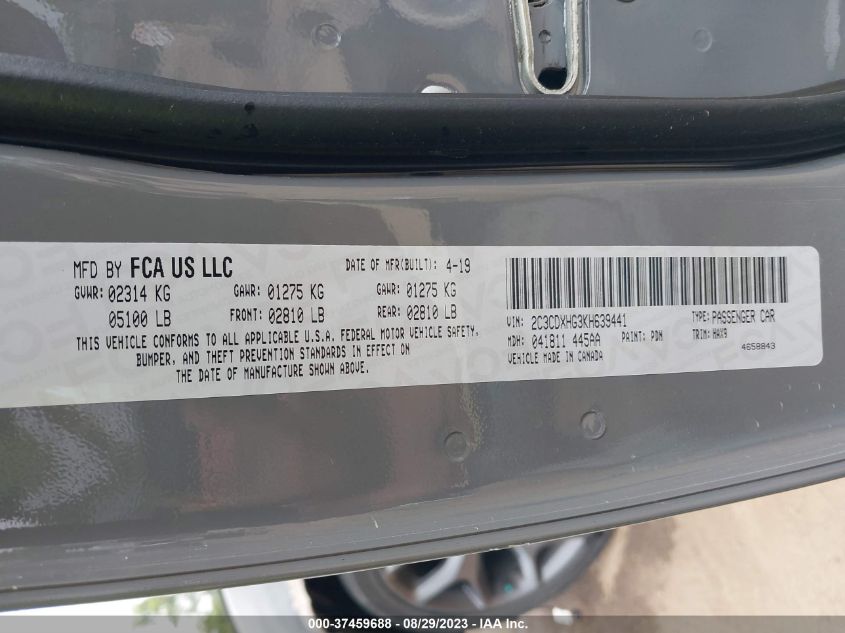 MFD BY FCA US LLC
DATE OF MFR(BUILT): 4-19
GVWR: 02314 KG
GAWR: 01275 KG
GAWR: 01275 KG
05100 LB
FRONT: 02810 LB
REAR: 02810 LB
THIS VEHICLE CONFORMS TO ALL APPLICABLE U.S.A. FEDERAL MOTOR VEHICLE SAFETY,
BUMPER, AND THEFT PREVENTION STANDARDS IN EFFECT ON
THE DATE OF MANUFACTURE SHOWN ABOVE.
VIN: 2C3CDXHG3KH639441
TYPE: PASSENGER CAR
MDH: 041811 445AA
PAINT: PDN
TRIM: HAX9
VEHICLE MADE IN CANADA
4658843
000-37459688 - 08/29/2023 - IAA Inc.